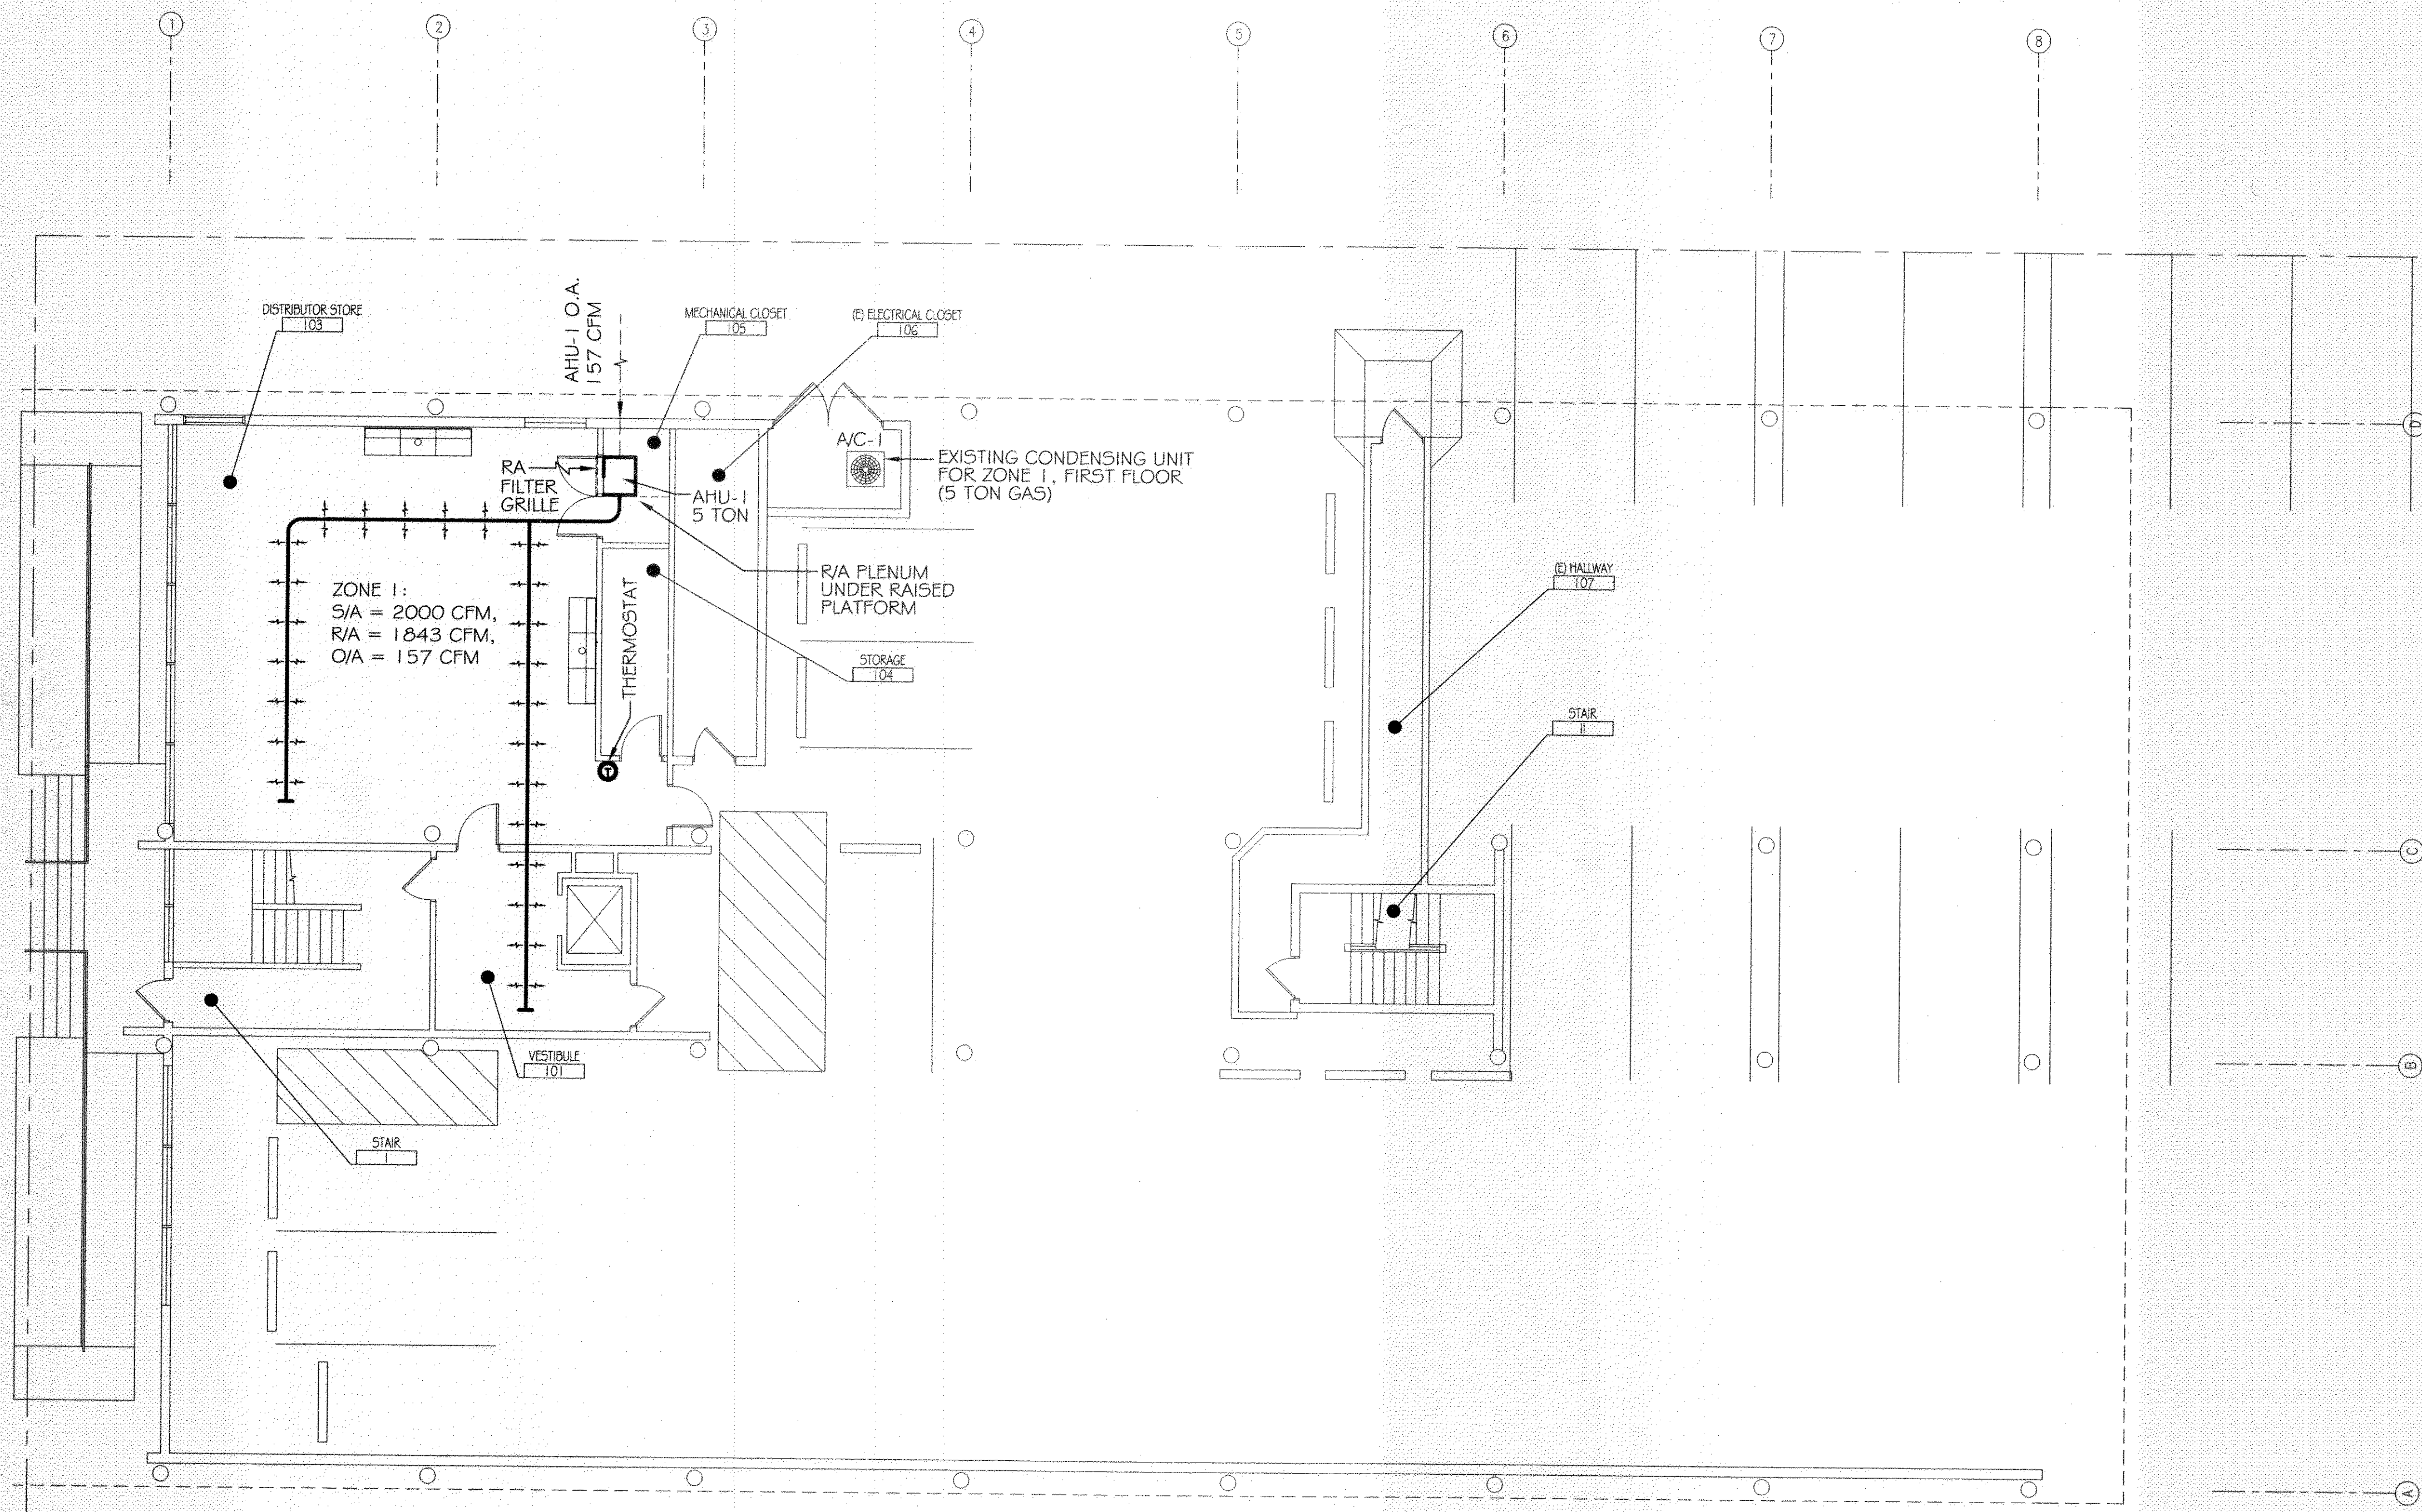 1
2
3
4
5
6
7
8
DISTRIBUTOR STORE
103
AHU-1 O.A.
157 CFM
MECHANICAL CLOSET
105
(E) ELECTRICAL CLOSET
106
D
A/C-1
EXISTING CONDENSING UNIT
FOR ZONE 1, FIRST FLOOR
(5 TON GAS)
RA
FILTER
GRILLE
AHU-1
5 TON
R/A PLENUM
UNDER RAISED
PLATFORM
ZONE 1:
S/A = 2000 CFM,
R/A = 1843 CFM,
O/A = 157 CFM
THERMOSTAT
T
STORAGE
104
(E) HALLWAY
107
STAIR
II
C
B
VESTIBULE
101
STAIR
I
A